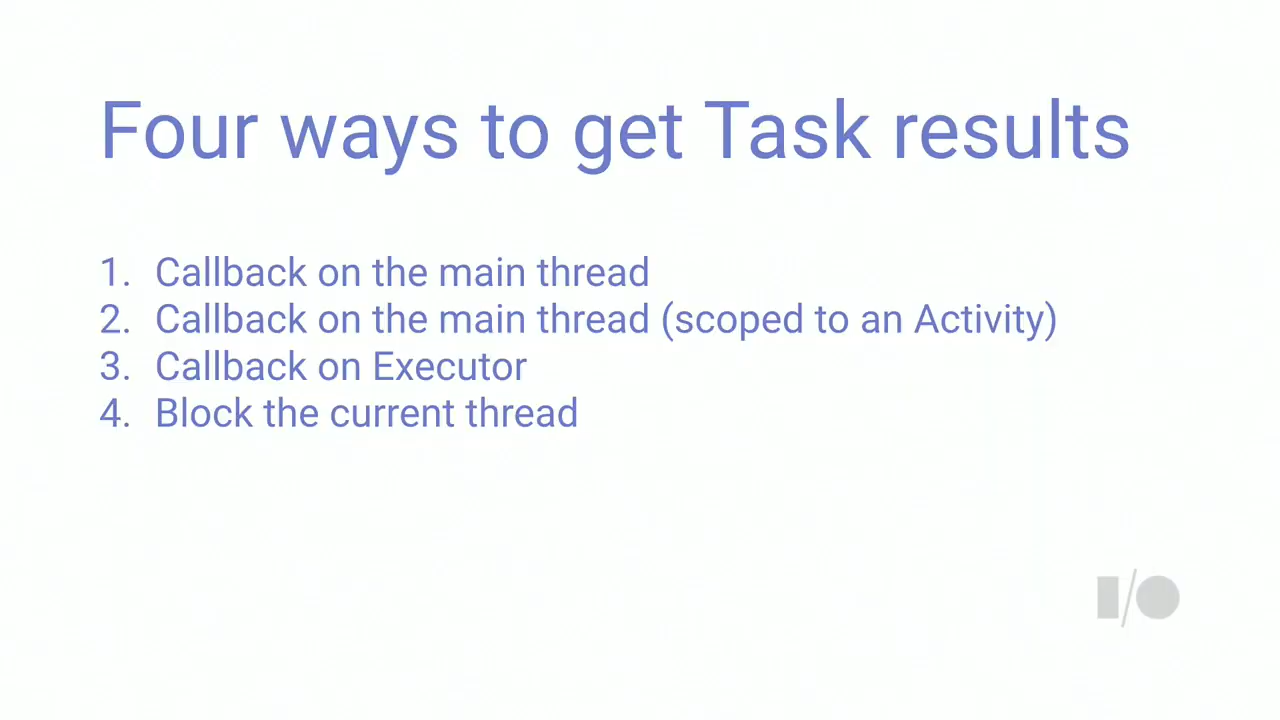 Four ways to get Task results
1. Callback on the main thread
2. Callback on the main thread (scoped to an Activity)
3. Callback on Executor
4. Block the current thread
I/O